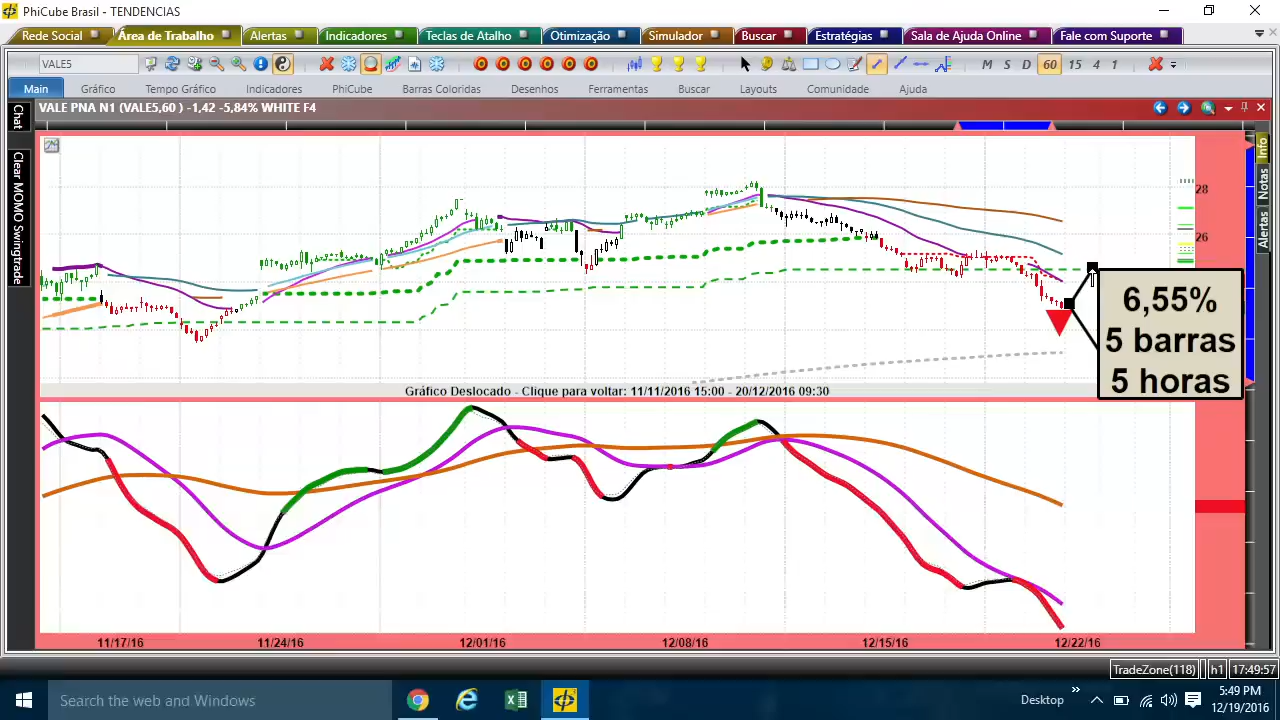 PhiCube Brasil - TENDENCIAS
Rede Social Área de Trabalho Alertas Indicadores Teclas de Atalho Otimização Simulador Buscar Estratégias Sala de Ajuda Online Fale com Suporte
VALE5 M S D 60 15 4 1
Main Gráfico Tempo Gráfico Indicadores PhiCube Barras Coloridas Desenhos Ferramentas Buscar Layouts Comunidade Ajuda
VALE PNA N1 (VALE5,60 ) -1,42 -5,84% WHITE F4
Chat
Clear MOMO Swingtrade
Info
Notas
Alertas
28
26
6,55%
5 barras
5 horas
Gráfico Deslocado - Clique para voltar: 11/11/2016 15:00 - 20/12/2016 09:30
11/17/16 11/24/16 12/01/16 12/08/16 12/15/16 12/22/16
TradeZone(118) h1 17:49:57
Search the web and Windows
Desktop
5:49 PM
12/19/2016